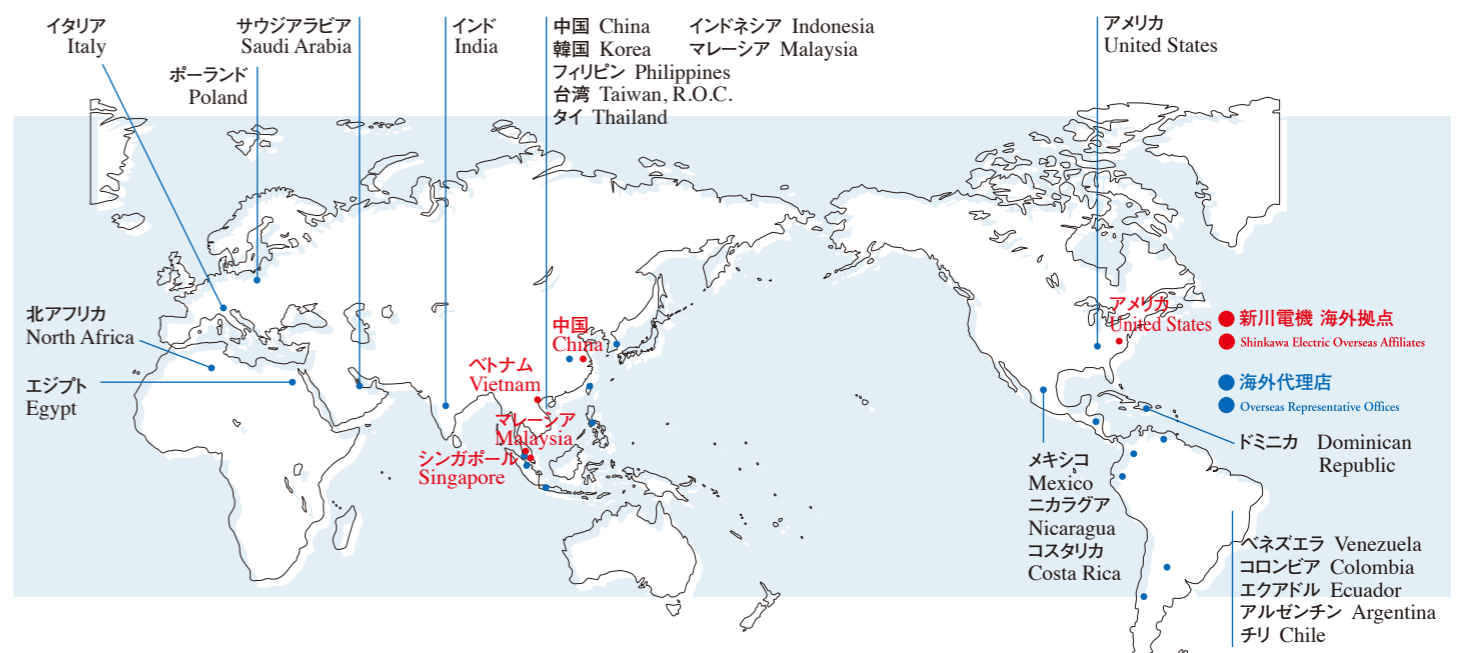 イタリア
Italy
サウジアラビア
Saudi Arabia
ポーランド
Poland
インド
India
中国 China インドネシア Indonesia
韓国 Korea マレーシア Malaysia
フィリピン Philippines
台湾 Taiwan, R.O.C.
タイ Thailand
アメリカ
United States
北アフリカ
North Africa
エジプト
Egypt
中国
China
ベトナム
Vietnam
マレーシア
Malaysia
シンガポール
Singapore
アメリカ
United States
新川電機 海外拠点
Shinkawa Electric Overseas Affiliates
海外代理店
Overseas Representative Offices
ドミニカ Dominican
Republic
メキシコ
Mexico
ニカラグア
Nicaragua
コスタリカ
Costa Rica
ベネズエラ Venezuela
コロンビア Colombia
エクアドル Ecuador
アルゼンチン Argentina
チリ Chile